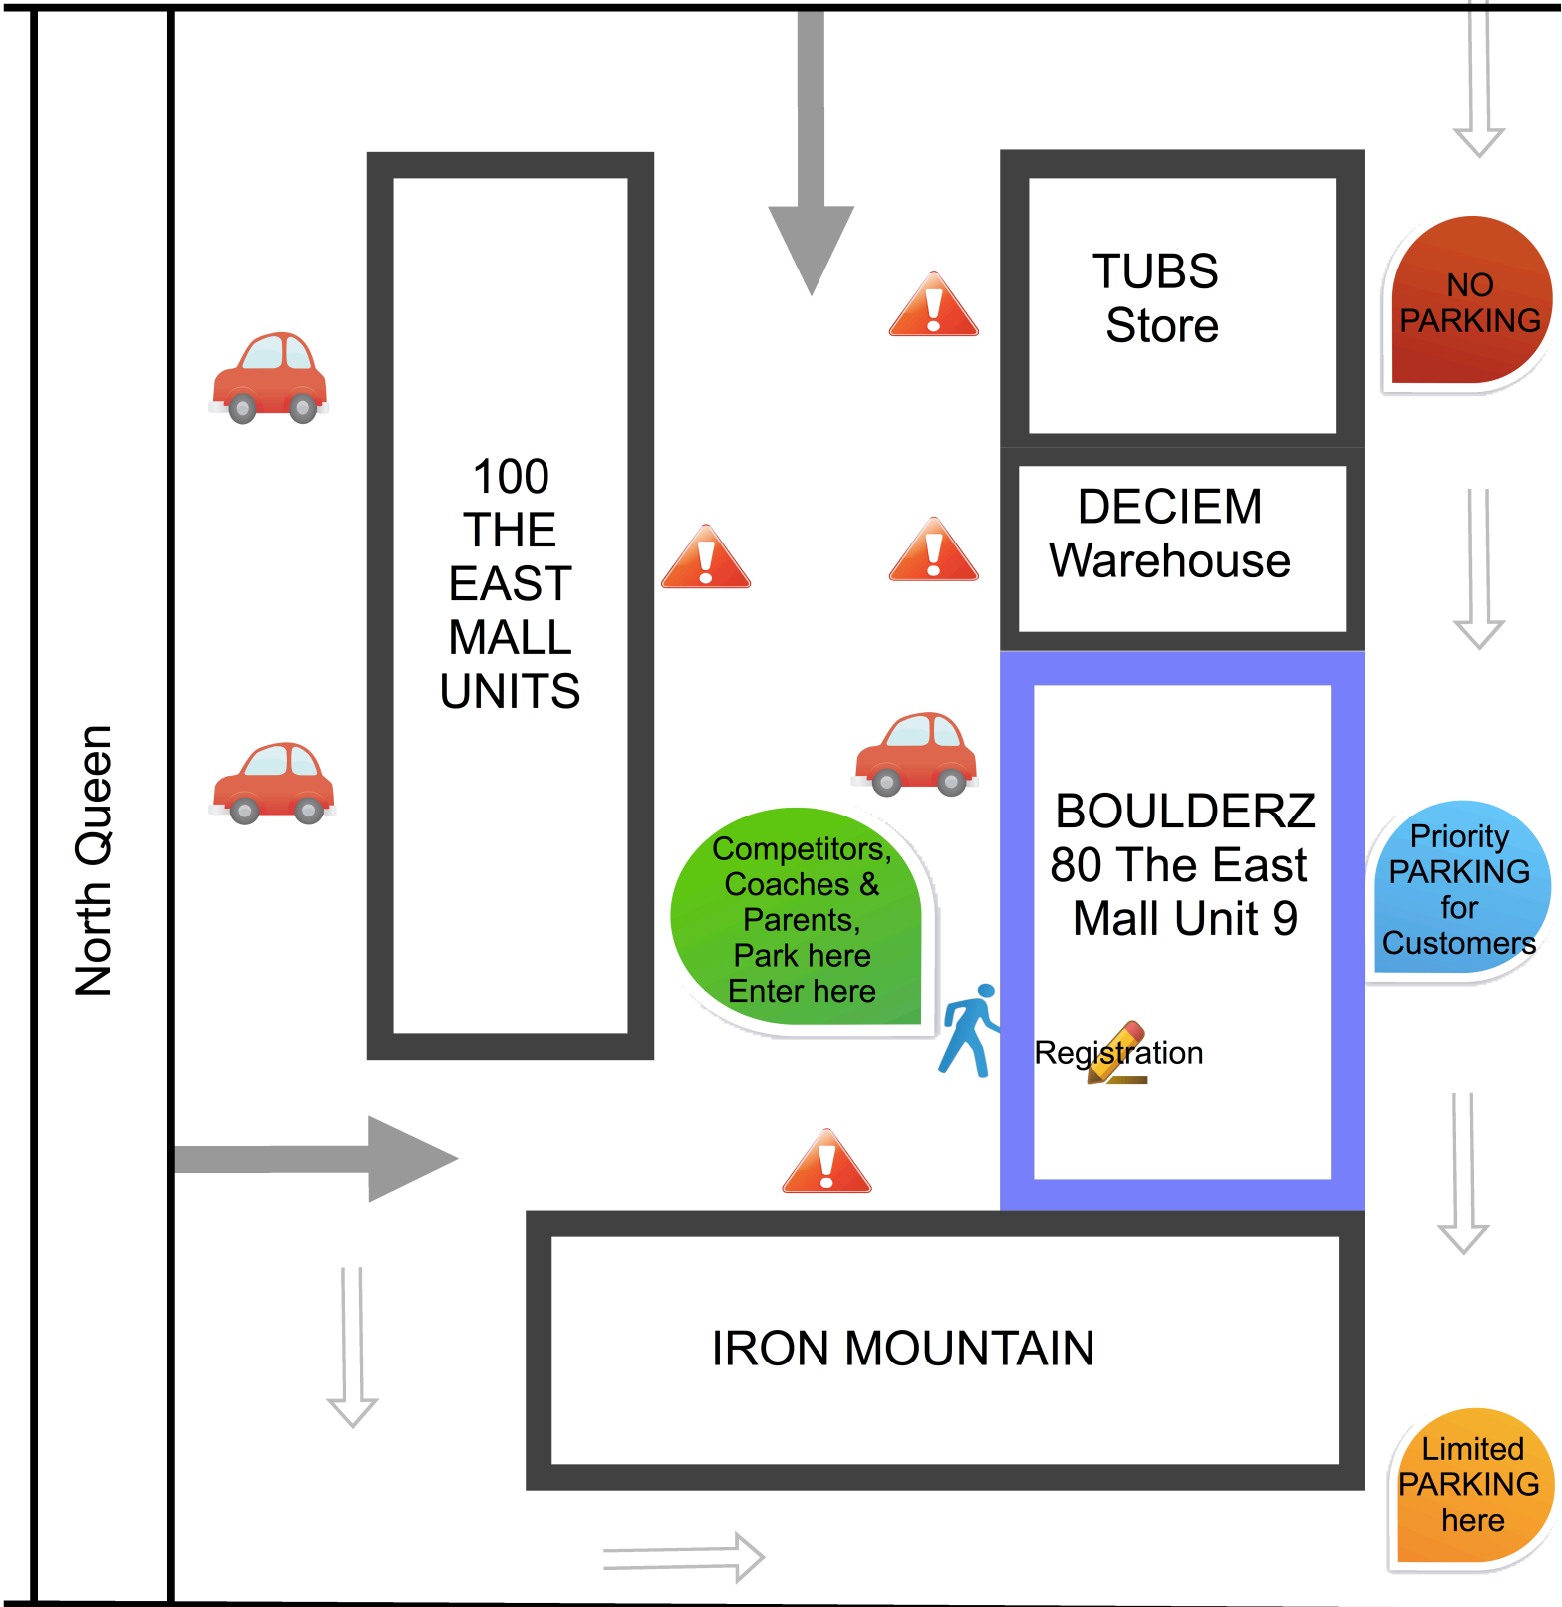 TUBS
Store
NO
PARKING
100
THE
EAST
MALL
UNITS
DECIEM
Warehouse
North Queen
BOULDERZ
80 The East
Mall Unit 9
Competitors,
Coaches &
Parents,
Park here
Enter here
Priority
PARKING
for
Customers
Registration
IRON MOUNTAIN
Limited
PARKING
here